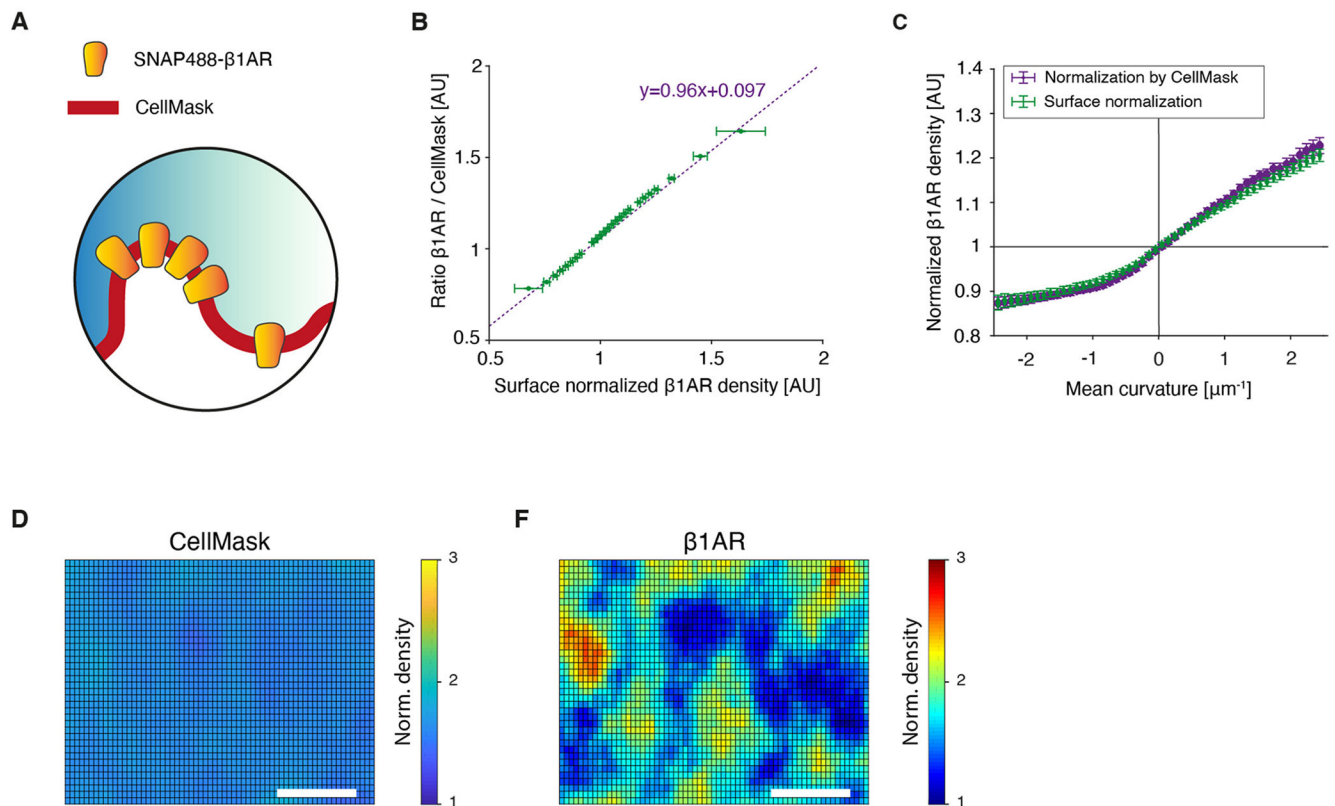 A
SNAP488-β1AR
CellMask
B
2
1.5
1
0.5
0.5
1
1.5
2
y=0.96x+0.097
Ratio β1AR / CellMask [AU]
Surface normalized β1AR density [AU]
C
1.4
1.3
1.2
1.1
1
0.9
0.8
-2
-1
0
1
2
Normalization by CellMask
Surface normalization
Normalized β1AR density [AU]
Mean curvature [µm⁻¹]
D
CellMask
3
2
1
Norm. density
F
β1AR
3
2
1
Norm. density